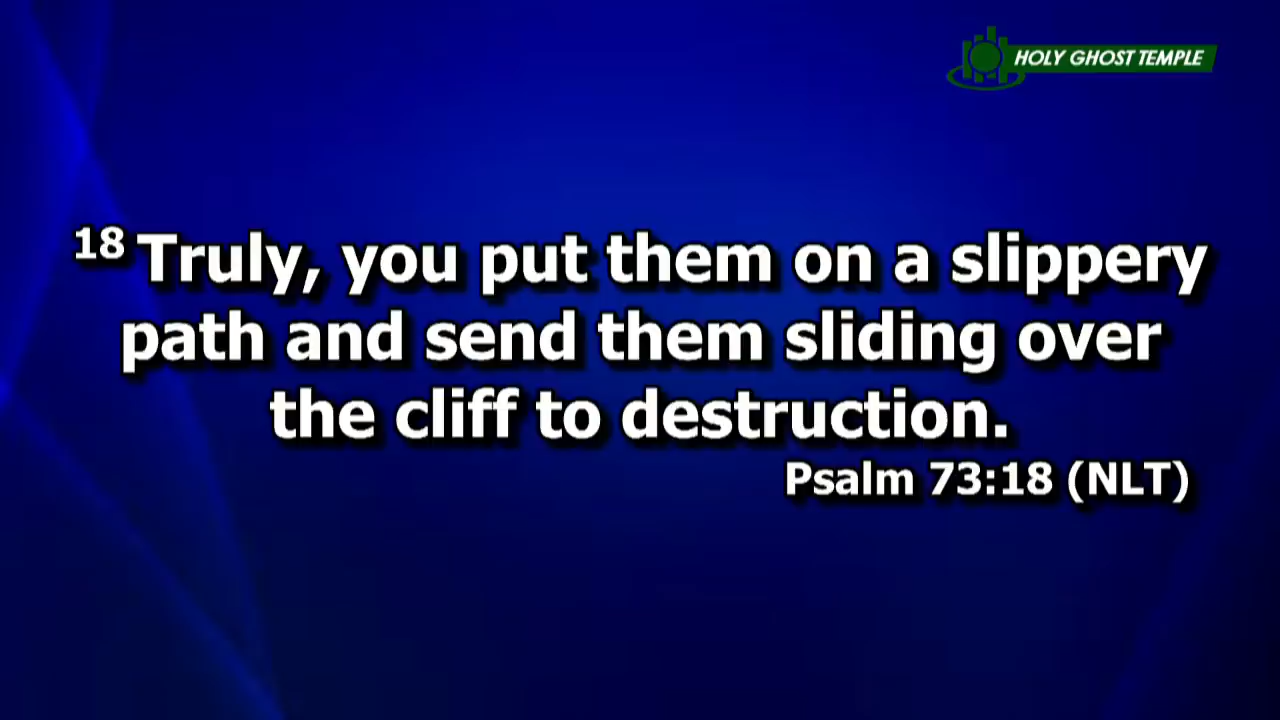 HOLY GHOST TEMPLE
18 Truly, you put them on a slippery
path and send them sliding over
the cliff to destruction.
Psalm 73:18 (NLT)